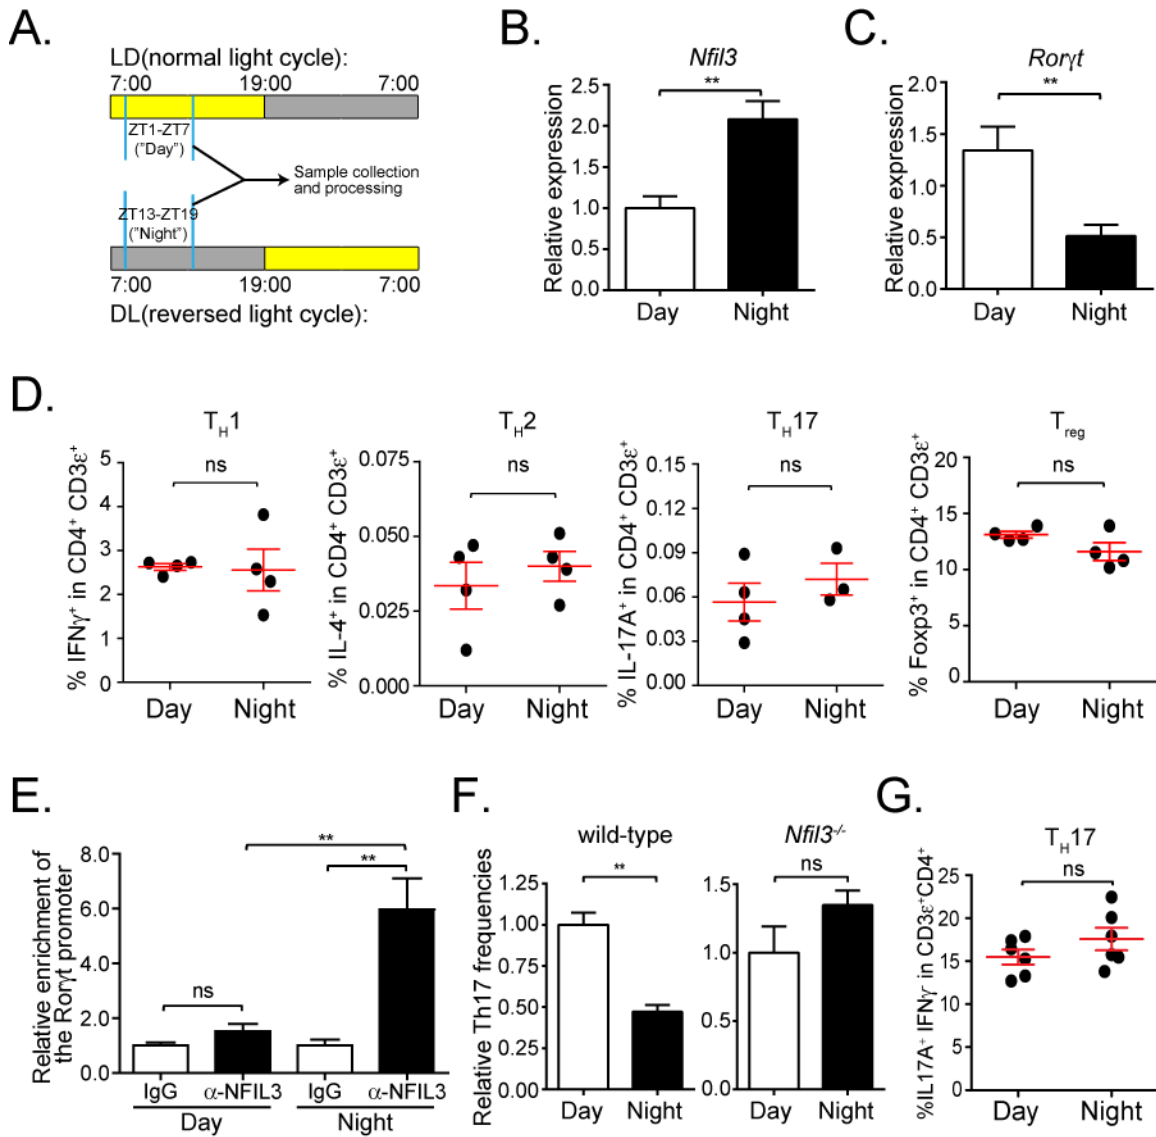 A.
LD(normal light cycle):
7:00 19:00 7:00
ZT1-ZT7
("Day")
Sample collection
and processing
ZT13-ZT19
("Night")
7:00 19:00 7:00
DL(reversed light cycle):
B.
Nfil3
**
Relative expression
2.5
2.0
1.5
1.0
0.5
0.0
Day Night
C.
Rorγt
**
Relative expression
2.0
1.5
1.0
0.5
0.0
Day Night
D.
TH1
ns
% IFNγ+ in CD4+ CD3ε+
5
4
3
2
1
0
Day Night
TH2
ns
% IL-4+ in CD4+ CD3ε+
0.075
0.050
0.025
0.000
Day Night
TH17
ns
% IL-17A+ in CD4+ CD3ε+
0.15
0.12
0.09
0.06
0.03
0.00
Day Night
Treg
ns
% Foxp3+ in CD4+ CD3ε+
20
15
10
5
0
Day Night
E.
Relative enrichment of
the Rorγt promoter
8.0
6.0
4.0
2.0
0.0
ns
**
**
IgG α-NFIL3 IgG α-NFIL3
Day Night
F.
wild-type
**
Relative Th17 frequencies
1.25
1.00
0.75
0.50
0.25
0.00
Day Night
Nfil3-/-
ns
1.5
1.0
0.5
0.0
Day Night
G.
TH17
ns
%IL17A+ IFNγ- in CD3ε+CD4+
25
20
15
10
5
0
Day Night